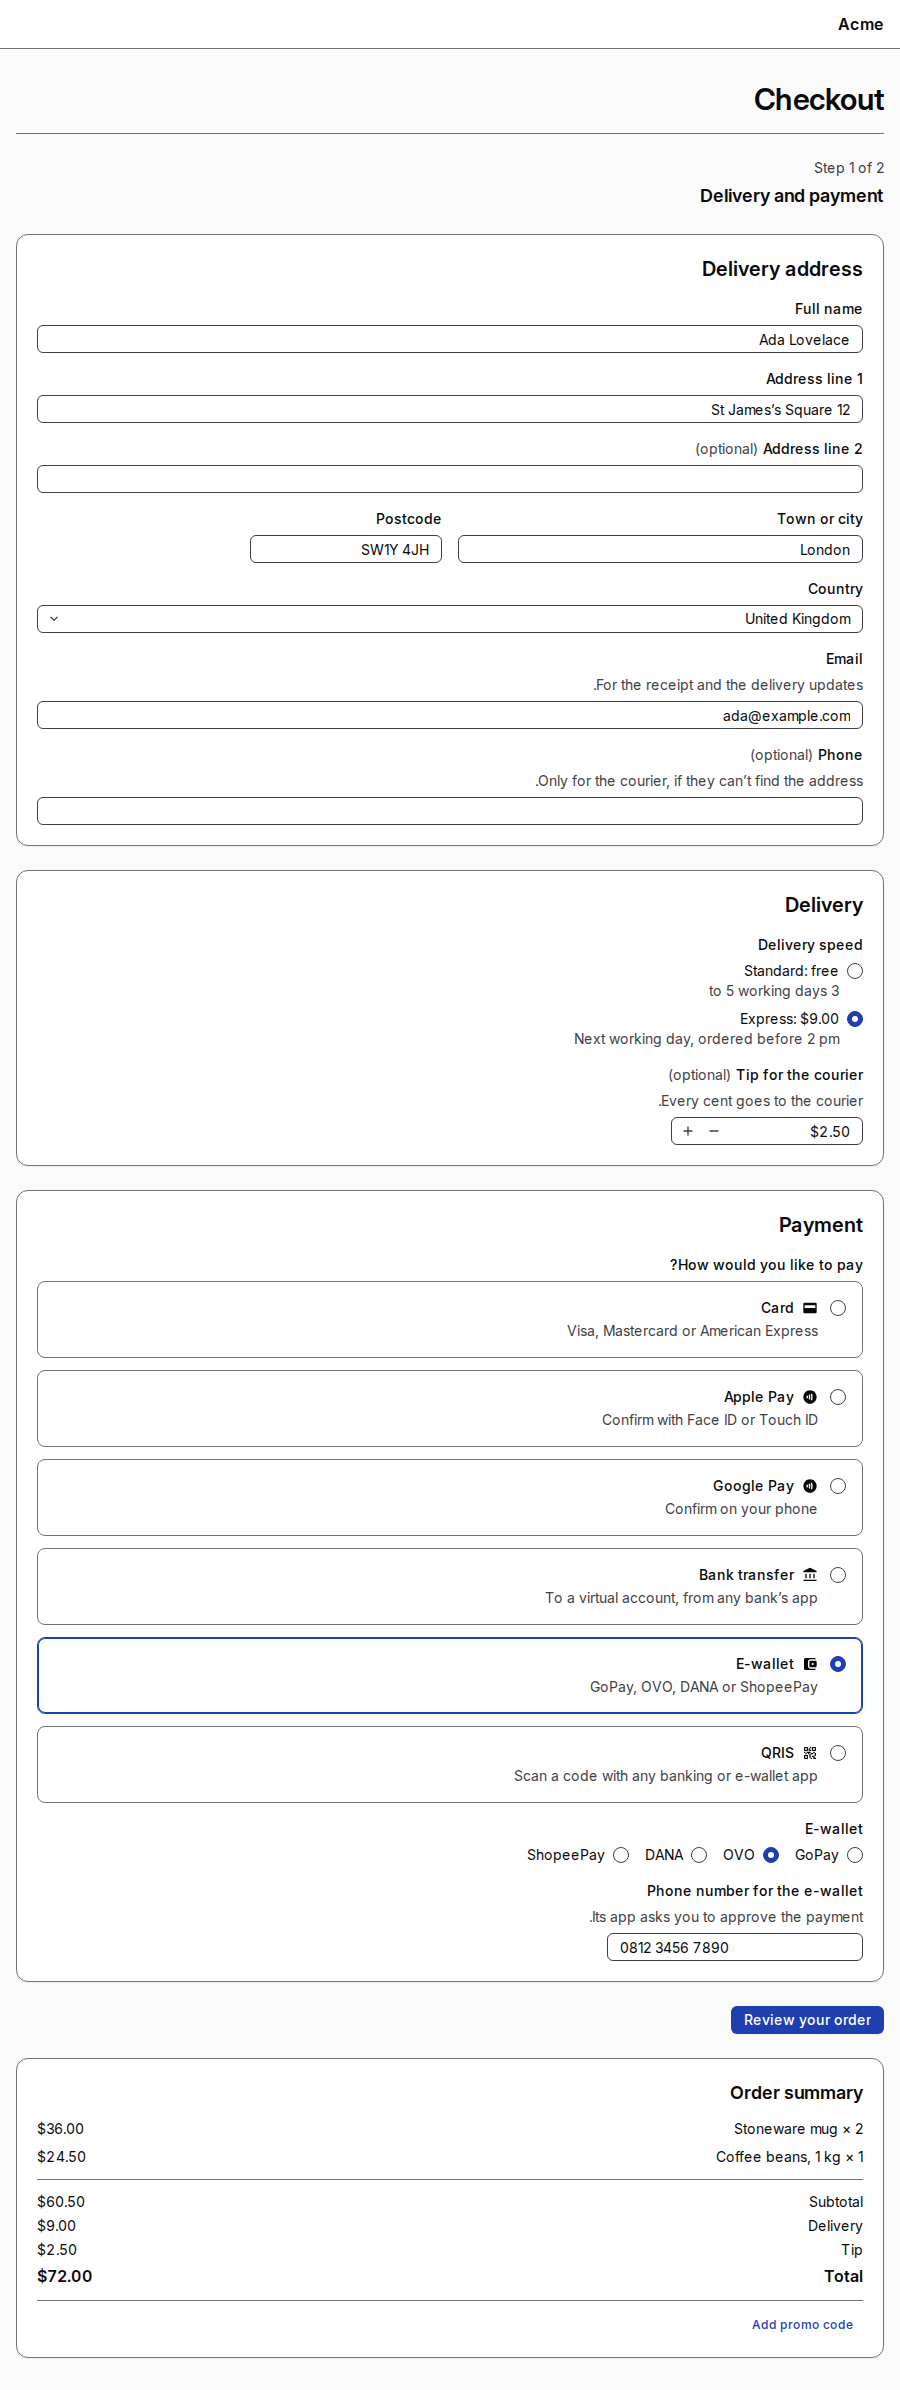 Acme
Checkout
Step 1 of 2
Delivery and payment
Delivery address
Full name
Ada Lovelace
Address line 1
St James’s Square 12
Address line 2 (optional)
Town or city
London
Postcode
SW1Y 4JH
Country
United Kingdom
Email
For the receipt and the delivery updates.
ada@example.com
Phone (optional)
Only for the courier, if they can’t find the address.
Delivery
Delivery speed
Standard: free
3 to 5 working days
Express: $9.00
Next working day, ordered before 2 pm
Tip for the courier (optional)
Every cent goes to the courier.
$2.50
Payment
How would you like to pay?
Card
Visa, Mastercard or American Express
Apple Pay
Confirm with Face ID or Touch ID
Google Pay
Confirm on your phone
Bank transfer
To a virtual account, from any bank’s app
E-wallet
GoPay, OVO, DANA or ShopeePay
QRIS
Scan a code with any banking or e-wallet app
E-wallet
GoPay OVO DANA ShopeePay
Phone number for the e-wallet
Its app asks you to approve the payment.
0812 3456 7890
Review your order
Order summary
Stoneware mug × 2 $36.00
Coffee beans, 1 kg × 1 $24.50
Subtotal $60.50
Delivery $9.00
Tip $2.50
Total $72.00
Add promo code